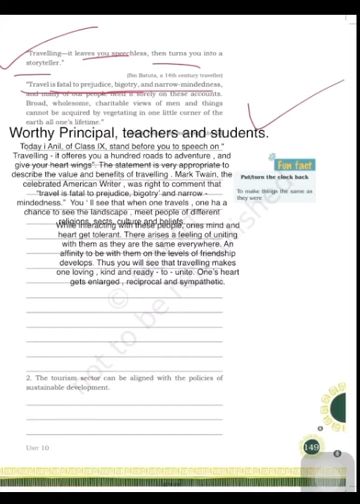 "Travelling—it leaves you speechless, then turns you into a
storyteller."
(Ibn Batuta, a 14th century traveller)
"Travel is fatal to prejudice, bigotry, and narrow-mindedness,
and many of our people need it sorely on these accounts.
Broad, wholesome, charitable views of men and things
cannot be acquired by vegetating in one little corner of the
earth all one's lifetime."
Worthy Principal, teachers and students.
Today i Anil, of Class IX, stand before you to speech on "
Travelling - it offeres you a hundred roads to adventure , and
give your heart wings". The statement is very appropriate to
describe the value and benefits of travelling . Mark Twain, the
celebrated American Writer , was right to comment that
"travel is fatal to prejudice, bigotry' and narrow -
mindedness." You ' ll see that when one travels , one ha a
chance to see the landscape , meet people of different
religions, sects, culture and beliefs.
While interacting with these people, ones mind and
heart get tolerant. There arises a feeling of uniting
with them as they are the same everywhere. An
affinity to be with them on the levels of friendship
develops. Thus you will see that travelling makes
one loving , kind and ready - to - unite. One's heart
gets enlarged , reciprocal and sympathetic.
Fun fact
Put/turn the clock back
To make things the same as
they were
2. The tourism sector can be aligned with the policies of
sustainable development.
UNIT 10
149
not to be republished